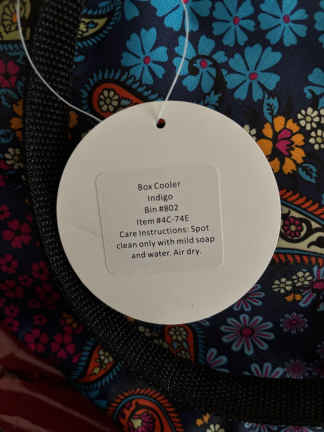 Box Cooler
Indigo
Bin #802
Item #4C-74E
Care Instructions: Spot
clean only with mild soap
and water. Air dry.